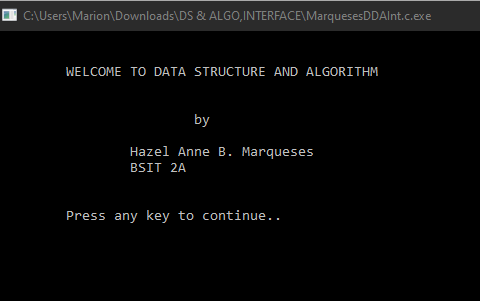 C:\Users\Marion\Downloads\DS & ALGO,INTERFACE\MarquesesDDAInt.c.exe
WELCOME TO DATA STRUCTURE AND ALGORITHM
by
Hazel Anne B. Marqueses
BSIT 2A
Press any key to continue..